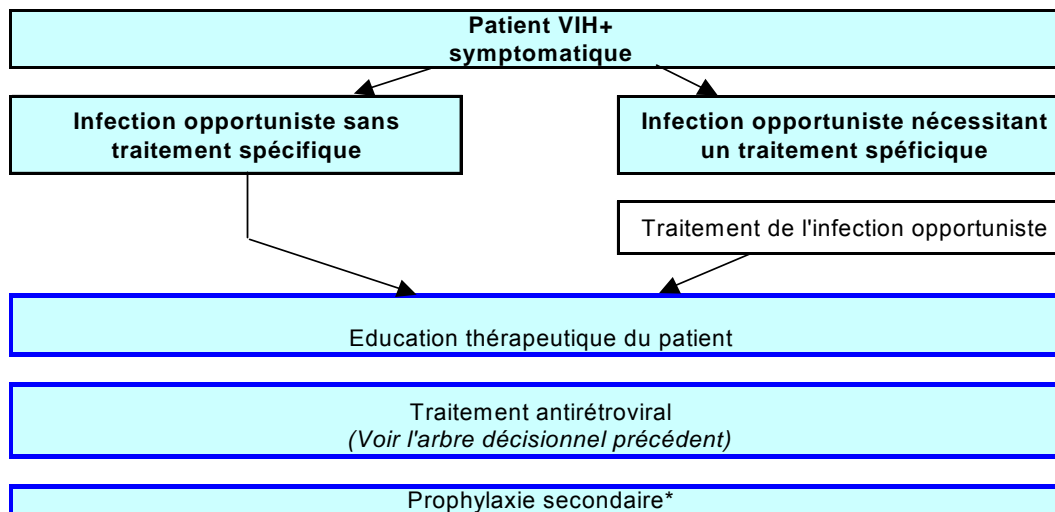 Patient VIH+
symptomatique
Infection opportuniste sans
traitement spécifique
Infection opportuniste nécessitant
un traitement spéficique
Traitement de l'infection opportuniste
Education thérapeutique du patient
Traitement antirétroviral
(Voir l'arbre décisionnel précédent)
Prophylaxie secondaire*